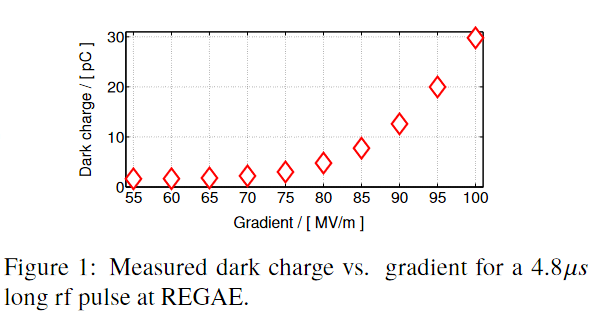 Dark charge / [ pC ]
30
20
10
0
55 60 65 70 75 80 85 90 95 100
Gradient / [ MV/m ]
Figure 1: Measured dark charge vs. gradient for a 4.8μs
long rf pulse at REGAE.